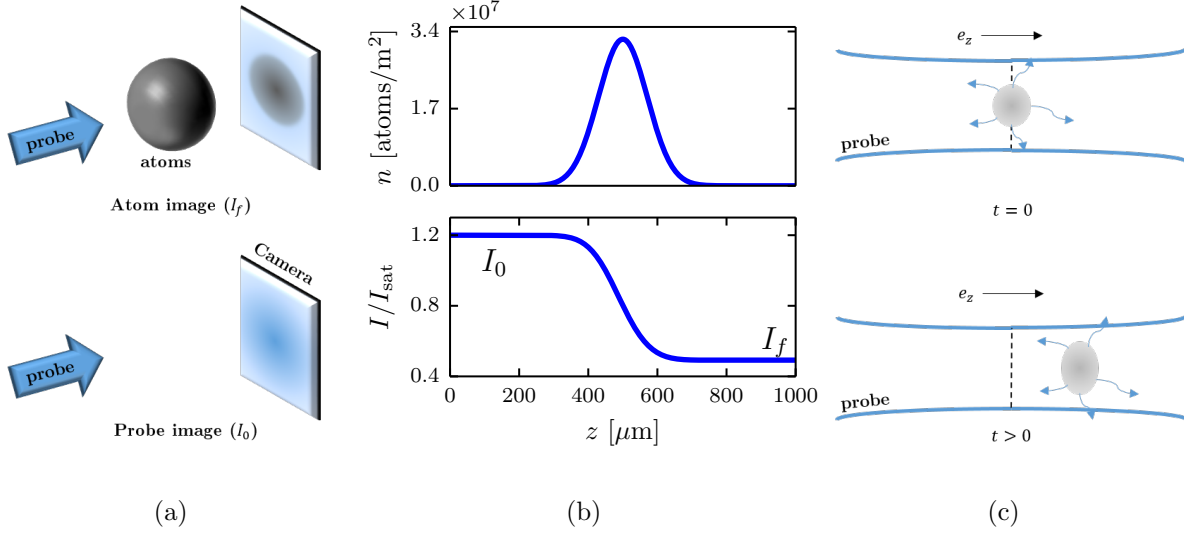 probe
atoms
Atom image (I_f)
Camera
probe
Probe image (I_0)
(a)
×10^7
3.4
1.7
0.0
n [atoms/m^2]
1.2
0.8
0.4
I/I_sat
I_0
I_f
0 200 400 600 800 1000
z [μm]
(b)
e_z
probe
t = 0
e_z
probe
t > 0
(c)